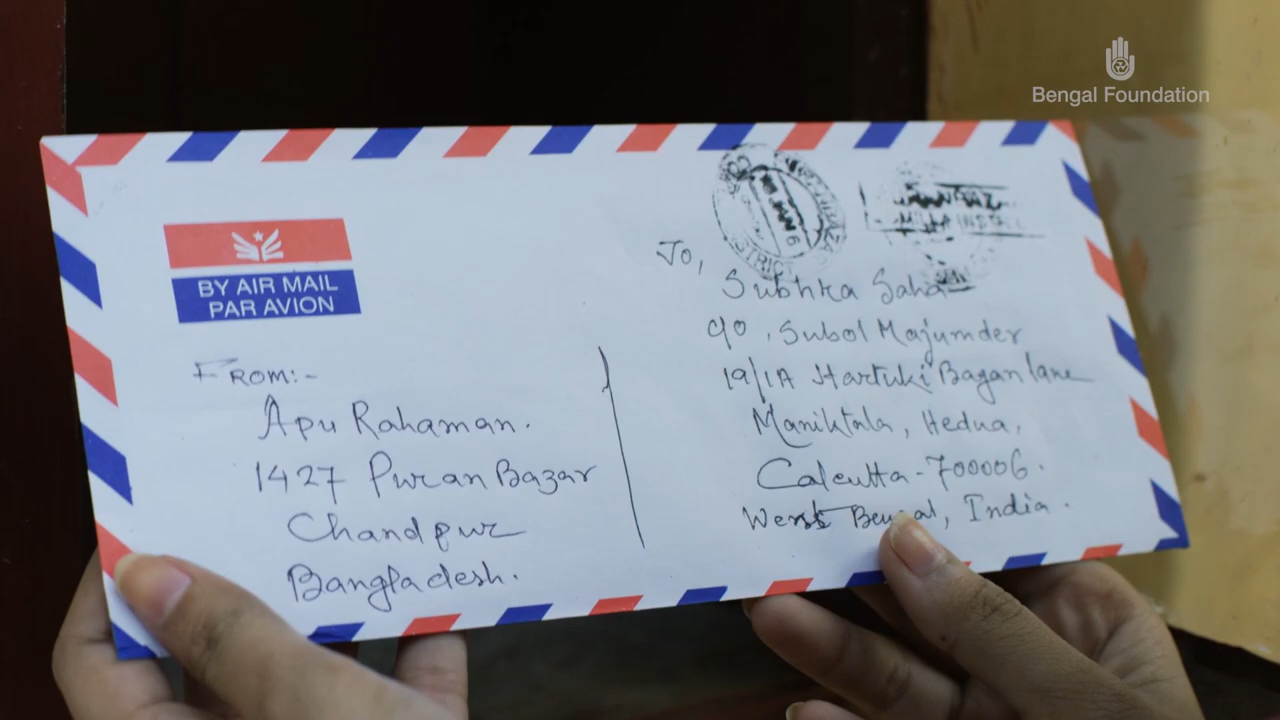 Bengal Foundation
BY AIR MAIL
PAR AVION
FROM:-
Apu Rahaman.
1427 Puran Bazar
Chandpur
Bangladesh.
To,
Subhra Saha
c/o, Subol Majumder
19/1A Hartuki Bagan lane
Maniktala, Hedua,
Calcutta-700006.
West Bengal, India.